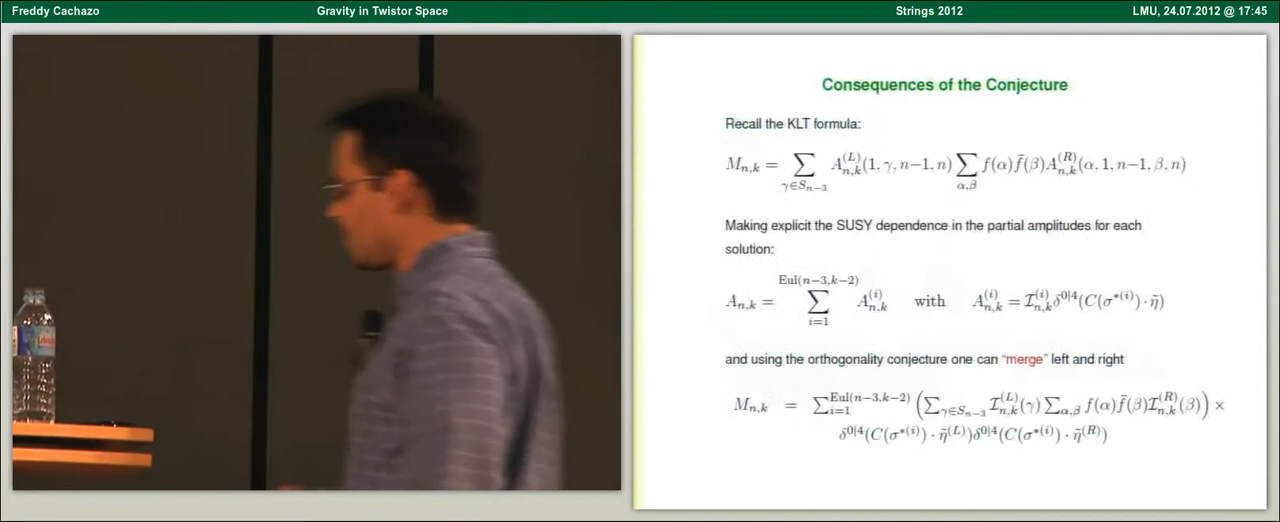 Freddy Cachazo Gravity in Twistor Space Strings 2012 LMU, 24.07.2012 @ 17:45
Consequences of the Conjecture
Recall the KLT formula:
M_{n,k} = ∑_{γ∈S_{n−3}} A^{(L)}_{n,k}(1, γ, n−1, n) ∑_{α,β} f(α) f̄(β) A^{(R)}_{n,k}(α, 1, n−1, β, n)
Making explicit the SUSY dependence in the partial amplitudes for each
solution:
A_{n,k} = ∑_{i=1}^{Eul(n−3,k−2)} A^{(i)}_{n,k} with A^{(i)}_{n,k} = I^{(i)}_{n,k} δ^{0|4}(C(σ^{*(i)}) · η̃)
and using the orthogonality conjecture one can "merge" left and right
M_{n,k} = ∑_{i=1}^{Eul(n−3,k−2)} (∑_{γ∈S_{n−3}} I^{(L)}_{n,k}(γ) ∑_{α,β} f(α) f̄(β) I^{(R)}_{n,k}(β)) ×
δ^{0|4}(C(σ^{*(i)}) · η̃^{(L)}) δ^{0|4}(C(σ^{*(i)}) · η̃^{(R)})